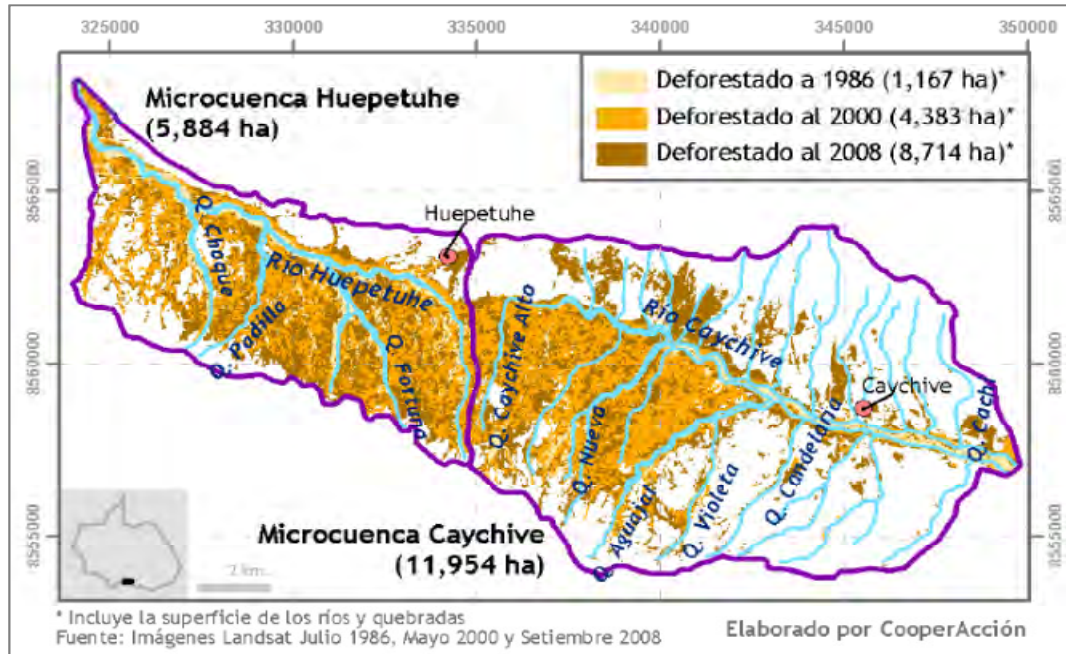 325000 330000 335000 340000 345000 350000
Microcuenca Huepetuhe
(5,884 ha)
Deforestado a 1986 (1,167 ha)*
Deforestado al 2000 (4,383 ha)*
Deforestado al 2008 (8,714 ha)*
8565000
8565000
Huepetuhe
Q. Choque
Río Huepetuhe
Q. Padilla
Q. Fortuna
Q. Caychive Alto
Río Caychive
8560000
8560000
Caychive
Q. Nueva
Q. Aguajal
Q. Violeta
Q. Candelaria
Q. Cach
Microcuenca Caychive
(11,954 ha)
8555000
8555000
2 km
* Incluye la superficie de los ríos y quebradas
Fuente: Imágenes Landsat Julio 1986, Mayo 2000 y Setiembre 2008
Elaborado por CooperAcción